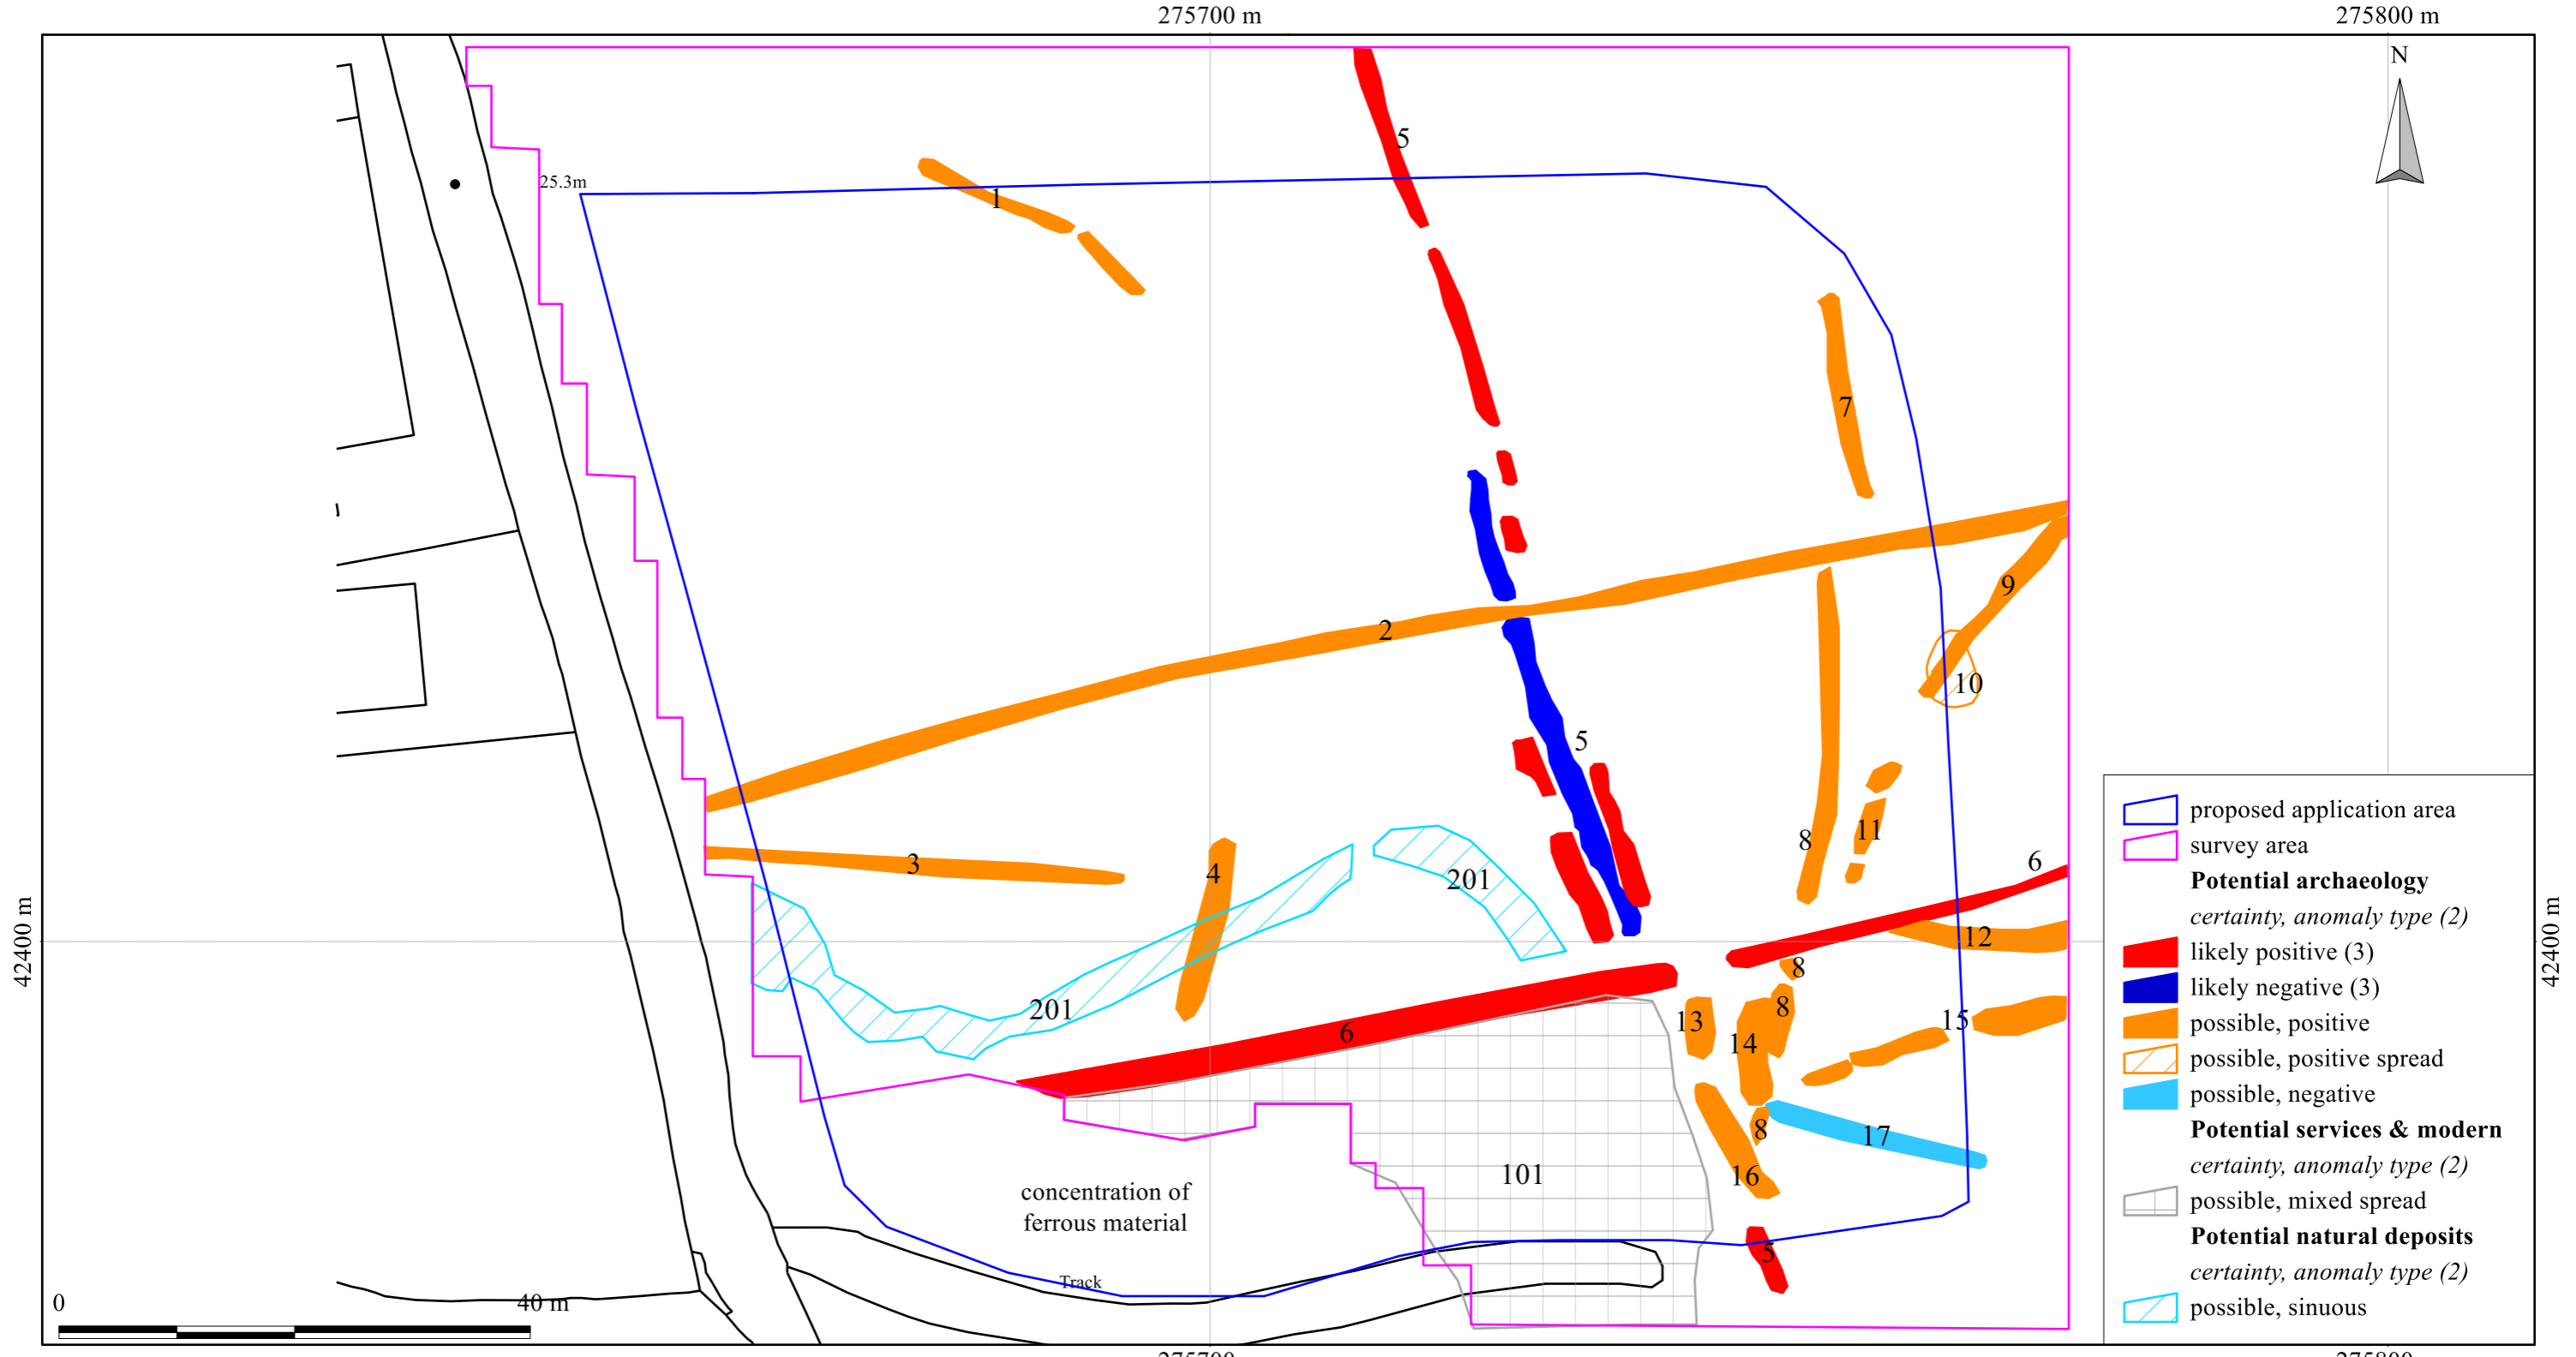 275700 m
275800 m
N
5
25.3m
1
7
9
2
10
5
proposed application area
survey area
Potential archaeology
certainty, anomaly type (2)
likely positive (3)
likely negative (3)
possible, positive
possible, positive spread
possible, negative
Potential services & modern
certainty, anomaly type (2)
possible, mixed spread
Potential natural deposits
certainty, anomaly type (2)
possible, sinuous
11
8
6
3
4
201
12
42400 m
42400 m
8
201
8
13
15
6
14
8
17
101
16
concentration of
ferrous material
5
Track
0
40 m
275700
275800